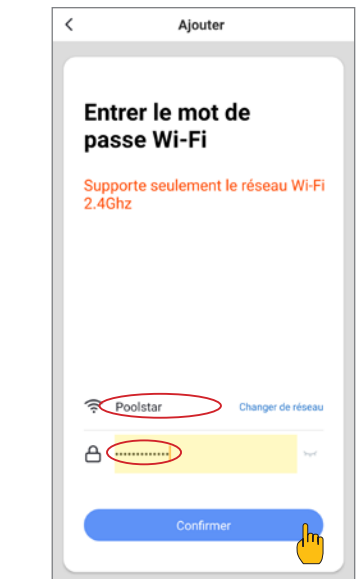 Ajouter
Entrer le mot de
passe Wi-Fi
Supporte seulement le réseau Wi-Fi
2.4Ghz
Poolstar Changer de réseau
•••••••••••••
Confirmer